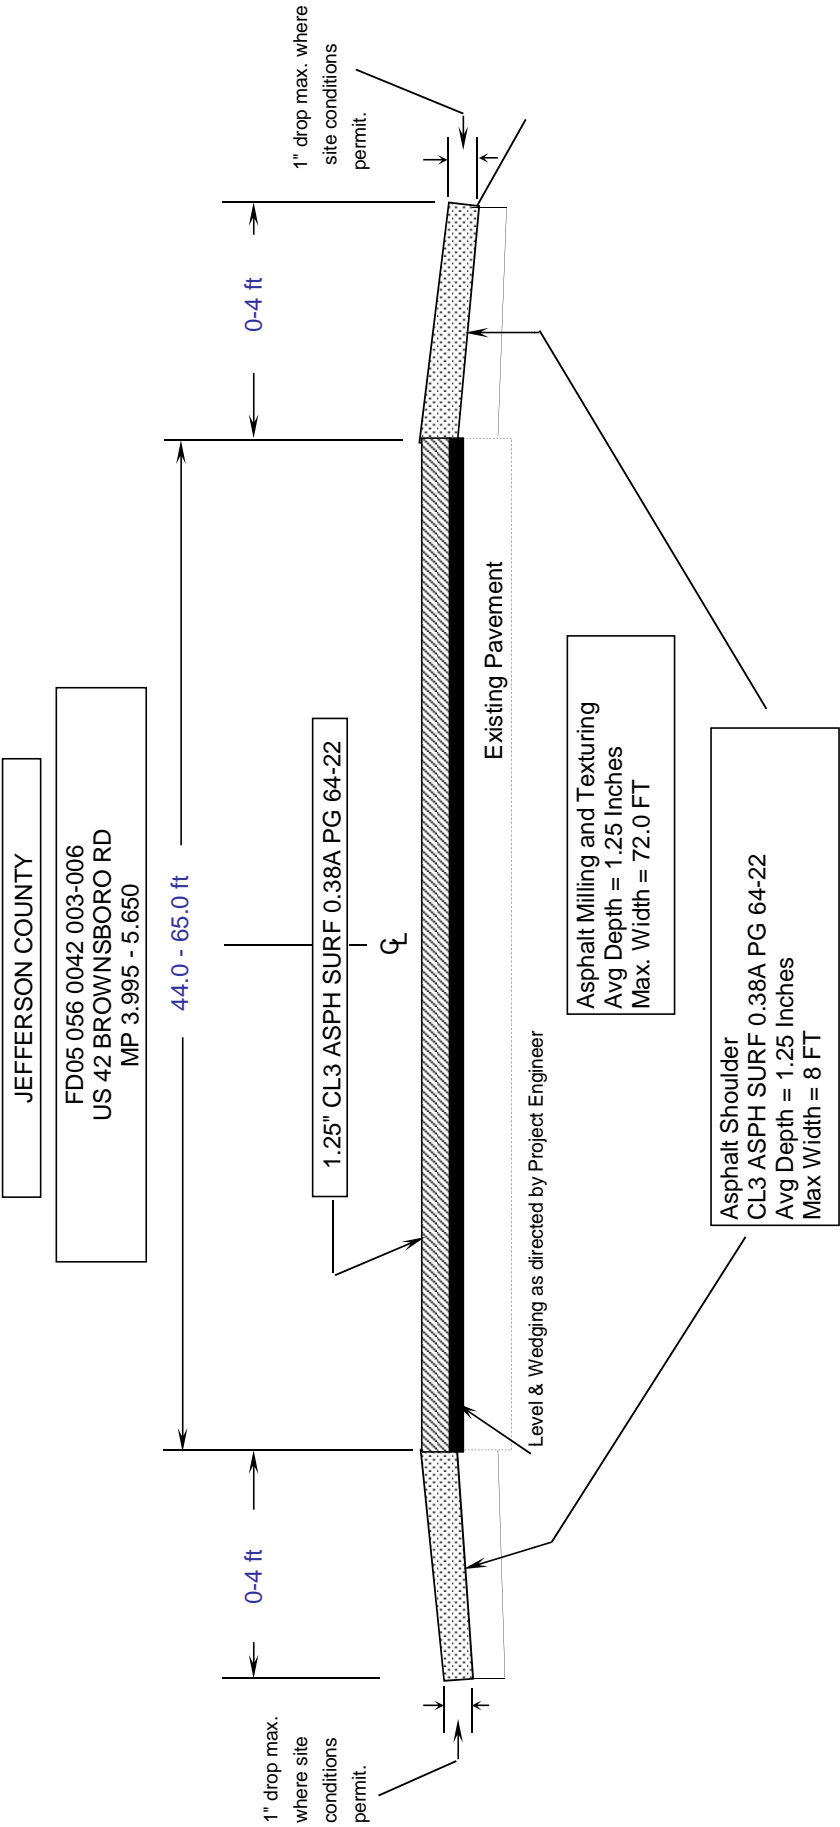 JEFFERSON COUNTY
FD05 056 0042 003-006
US 42 BROWNSBORO RD
MP 3.995 - 5.650
44.0 - 65.0 ft
0-4 ft
0-4 ft
1" drop max.
where site
conditions
permit.
1.25" CL3 ASPH SURF 0.38A PG 64-22
1" drop max. where
site conditions
permit.
CL
Existing Pavement
Level & Wedging as directed by Project Engineer
Asphalt Milling and Texturing
Avg Depth = 1.25 Inches
Max. Width = 72.0 FT
Asphalt Shoulder
CL3 ASPH SURF 0.38A PG 64-22
Avg Depth = 1.25 Inches
Max Width = 8 FT